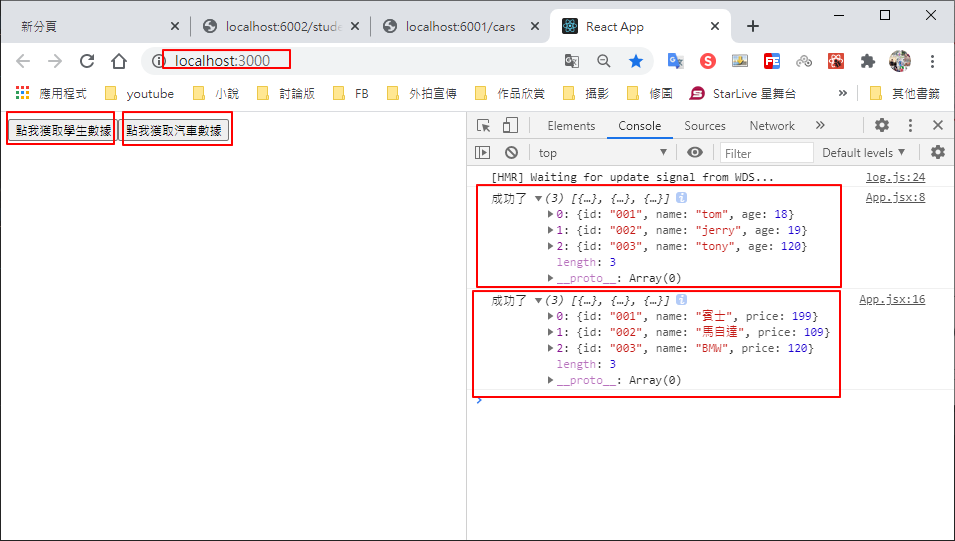 新分頁
localhost:6002/stude
localhost:6001/cars
React App
localhost:3000
應用程式
youtube
小說
討論版
FB
外拍宣傳
作品欣賞
攝影
修圖
StarLive 星舞台
»
其他書籤
點我獲取學生數據
點我獲取汽車數據
Elements Console Sources Network »
top
Filter
Default levels ▼
[HMR] Waiting for update signal from WDS... log.js:24
成功了 ▼(3) [{…}, {…}, {…}] i App.jsx:8
▶0: {id: "001", name: "tom", age: 18}
▶1: {id: "002", name: "jerry", age: 19}
▶2: {id: "003", name: "tony", age: 120}
length: 3
▶__proto__: Array(0)
成功了 ▼(3) [{…}, {…}, {…}] i App.jsx:16
▶0: {id: "001", name: "賓士", price: 199}
▶1: {id: "002", name: "馬自達", price: 109}
▶2: {id: "003", name: "BMW", price: 120}
length: 3
▶__proto__: Array(0)